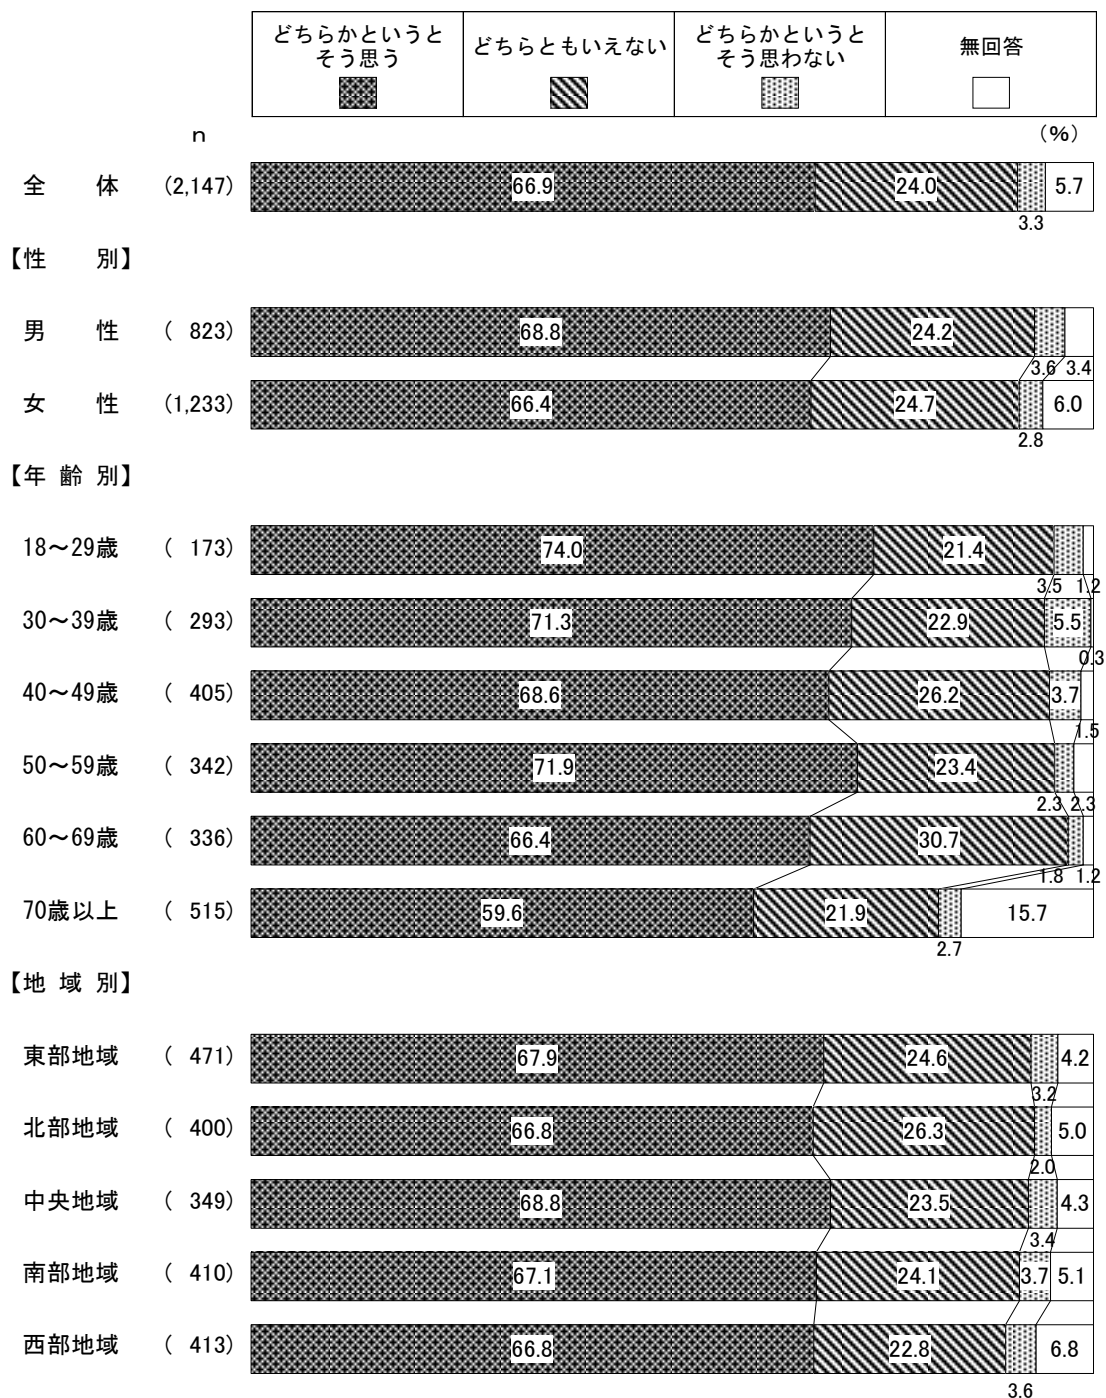 どちらかというと
そう思う
どちらともいえない
どちらかというと
そう思わない
無回答
n
(%)
全　　体 (2,147) 66.9 24.0 5.7
3.3
【性　　別】
男　　性 ( 823) 68.8 24.2
3.6 3.4
女　　性 (1,233) 66.4 24.7 6.0
2.8
【年 齢 別】
18～29歳 ( 173) 74.0 21.4
3.5 1.2
30～39歳 ( 293) 71.3 22.9 5.5
0.3
40～49歳 ( 405) 68.6 26.2 3.7
1.5
50～59歳 ( 342) 71.9 23.4
2.3 2.3
60～69歳 ( 336) 66.4 30.7
1.8 1.2
70歳以上 ( 515) 59.6 21.9 15.7
2.7
【地 域 別】
東部地域 ( 471) 67.9 24.6 4.2
3.2
北部地域 ( 400) 66.8 26.3 5.0
2.0
中央地域 ( 349) 68.8 23.5 4.3
3.4
南部地域 ( 410) 67.1 24.1 3.7 5.1
西部地域 ( 413) 66.8 22.8 6.8
3.6